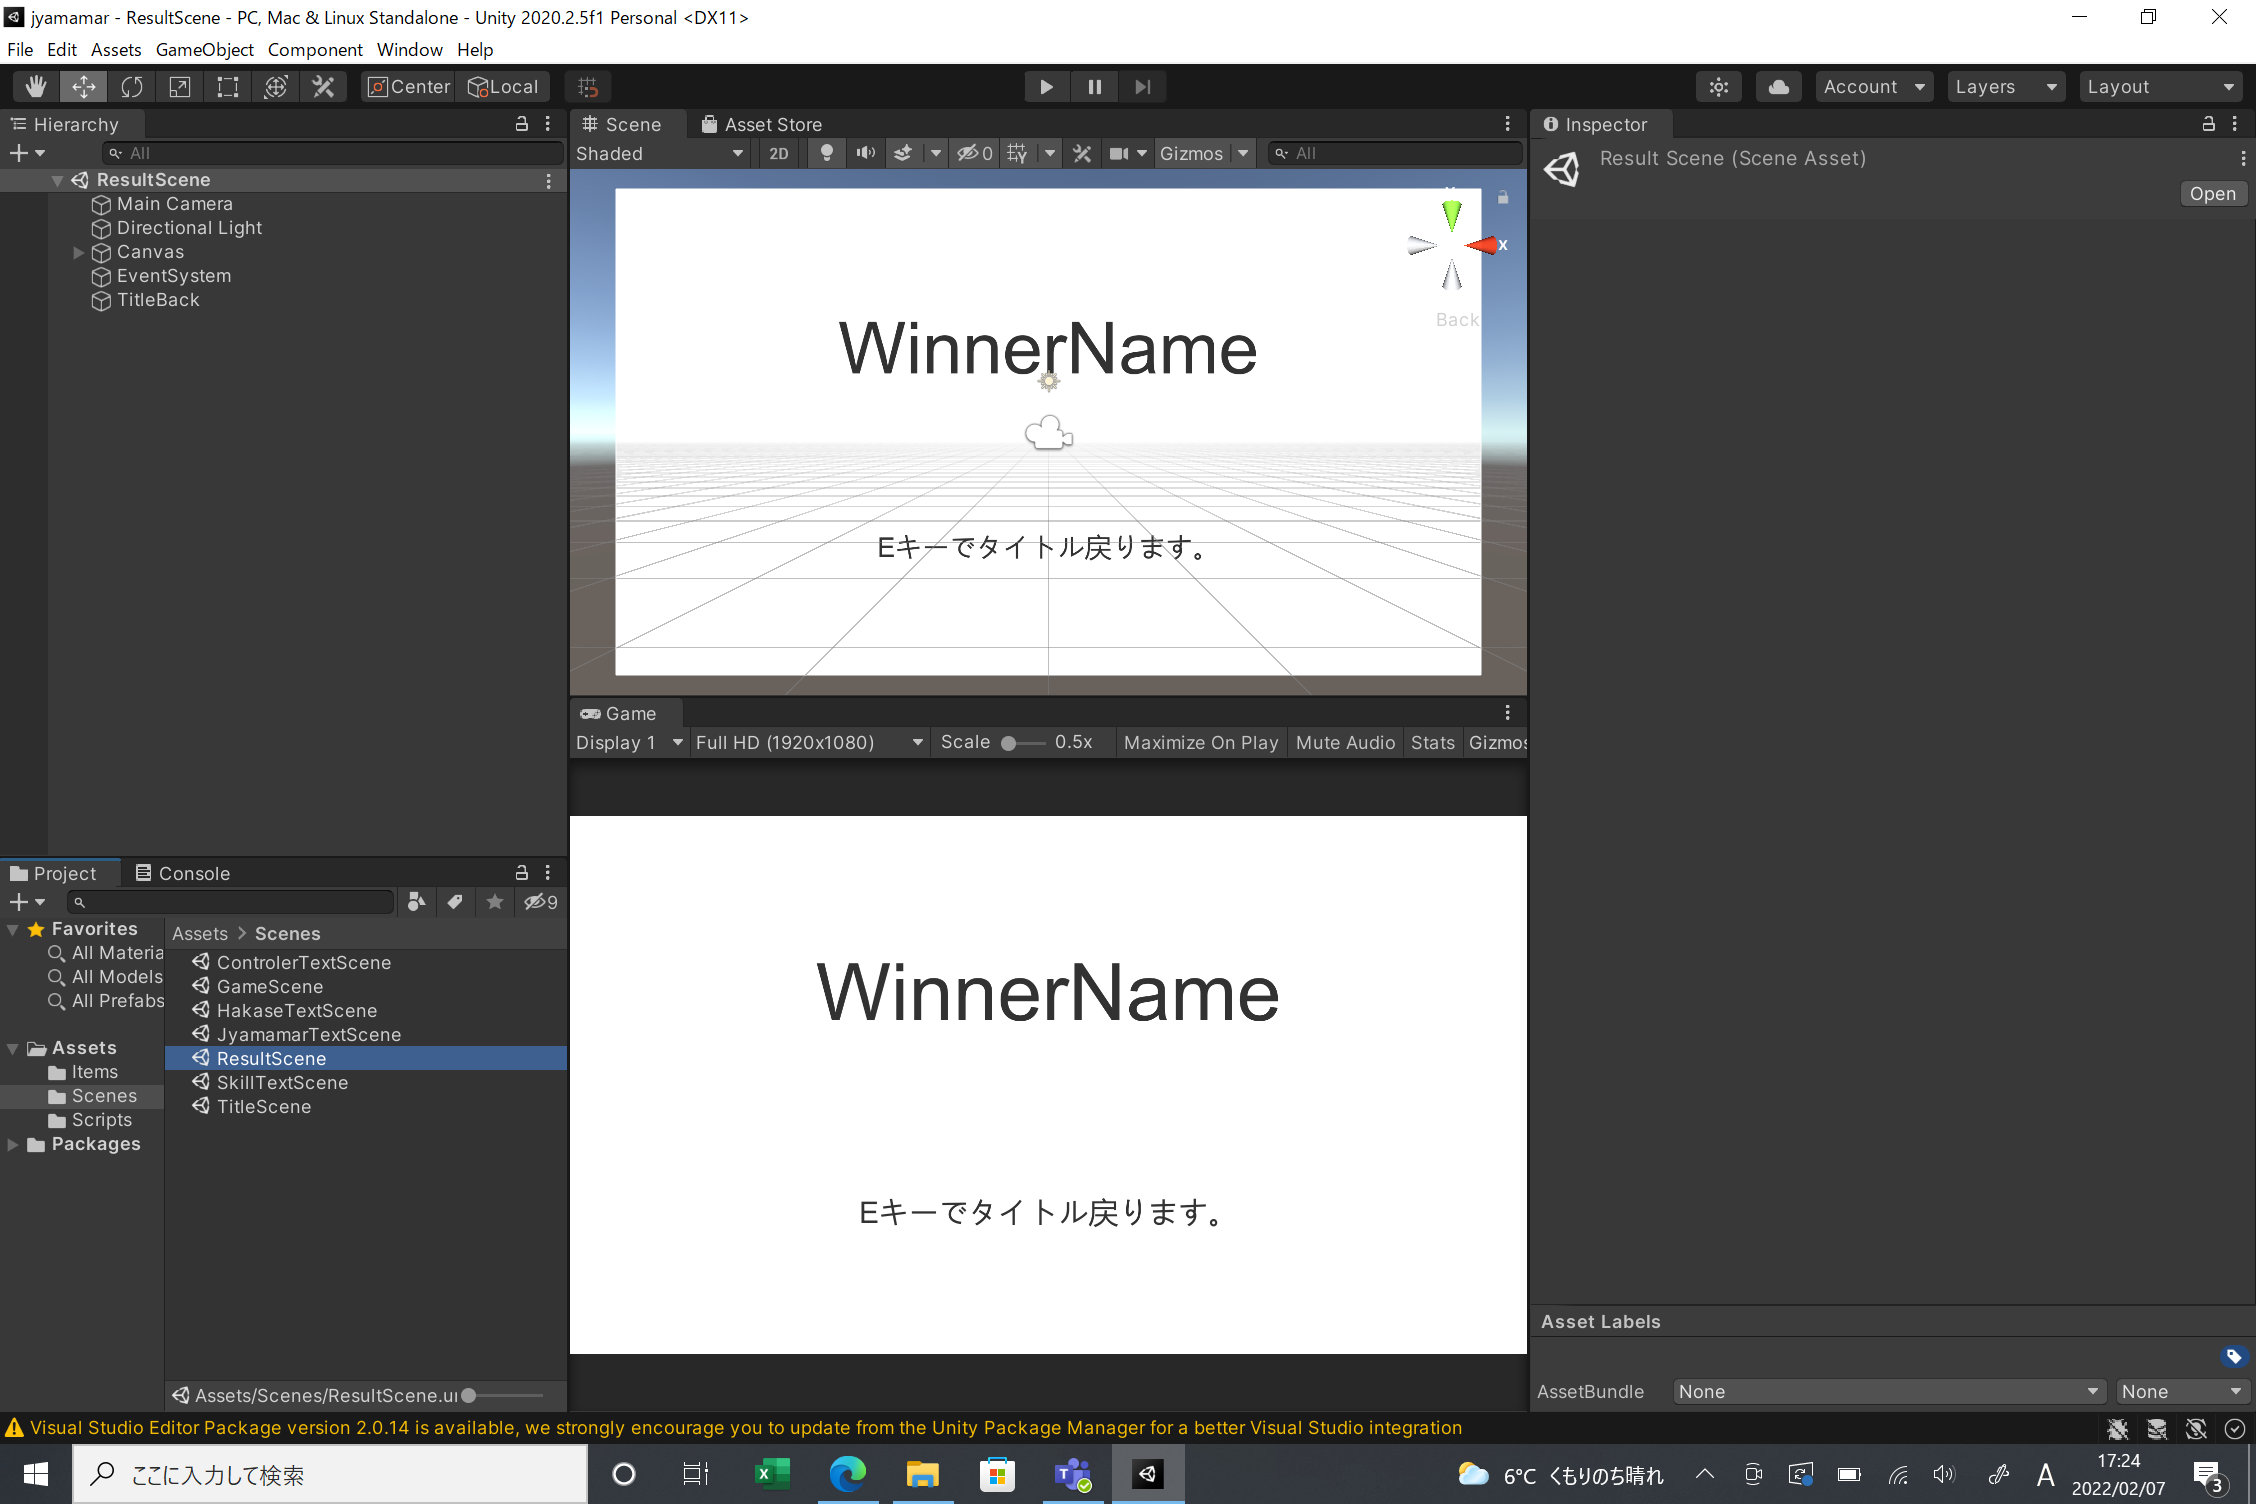 jyamamar - ResultScene - PC, Mac & Linux Standalone - Unity 2020.2.5f1 Personal <DX11>
File Edit Assets GameObject Component Window Help
Center Local Account Layers Layout
Hierarchy
All
ResultScene
Main Camera
Directional Light
Canvas
EventSystem
TitleBack
Scene Asset Store
Shaded 2D 0 Gizmos All
x
Back
WinnerName
Eキーでタイトル戻ります。
Game
Display 1 Full HD (1920x1080) Scale 0.5x Maximize On Play Mute Audio Stats Gizmos
WinnerName
Eキーでタイトル戻ります。
Inspector
Result Scene (Scene Asset)
Open
Asset Labels
AssetBundle None None
Project Console
9
Favorites
All Materia
All Models
All Prefabs
Assets
Items
Scenes
Scripts
Packages
Assets > Scenes
ControlerTextScene
GameScene
HakaseTextScene
JyamamarTextScene
ResultScene
SkillTextScene
TitleScene
Assets/Scenes/ResultScene.u
Visual Studio Editor Package version 2.0.14 is available, we strongly encourage you to update from the Unity Package Manager for a better Visual Studio integration
ここに入力して検索
6°C くもりのち晴れ
A
17:24
2022/02/07
3